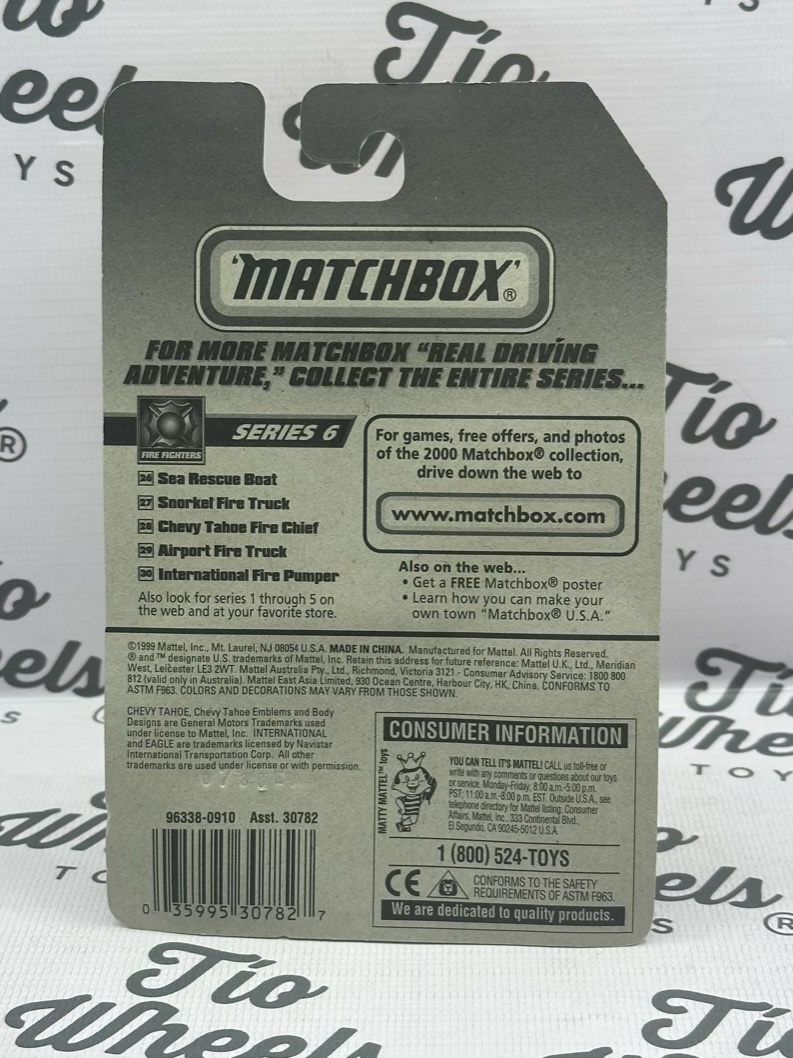 Tío
eels
YS
'MATCHBOX'®
FOR MORE MATCHBOX “REAL DRIVING
ADVENTURE,” COLLECT THE ENTIRE SERIES...
FIRE FIGHTERS
SERIES 6
26 Sea Rescue Boat
27 Snorkel Fire Truck
28 Chevy Tahoe Fire Chief
29 Airport Fire Truck
30 International Fire Pumper
Also look for series 1 through 5 on
the web and at your favorite store.
For games, free offers, and photos
of the 2000 Matchbox® collection,
drive down the web to
www.matchbox.com
Also on the web...
• Get a FREE Matchbox® poster
• Learn how you can make your
own town “Matchbox® U.S.A.”
©1999 Mattel, Inc., Mt. Laurel, NJ 08054 U.S.A. MADE IN CHINA. Manufactured for Mattel. All Rights Reserved.
® and ™ designate U.S. trademarks of Mattel, Inc. Retain this address for future reference: Mattel U.K., Ltd., Meridian
West, Leicester LE3 2WT. Mattel Australia Pty., Ltd., Richmond, Victoria 3121 - Consumer Advisory Service: 1800 800
812 (valid only in Australia). Mattel East Asia Limited, 930 Ocean Centre, Harbour City, HK, China. CONFORMS TO
ASTM F963. COLORS AND DECORATIONS MAY VARY FROM THOSE SHOWN.
CHEVY TAHOE, Chevy Tahoe Emblems and Body
Designs are General Motors Trademarks used
under license to Mattel, Inc. INTERNATIONAL
and EAGLE are trademarks licensed by Navistar
International Transportation Corp. All other
trademarks are used under license or with permission.
96338-0910 Asst. 30782
0 35995 30782 7
CONSUMER INFORMATION
MATTY MATTEL™ toys
YOU CAN TELL IT'S MATTEL! CALL us toll-free or
write with any comments or questions about our toys
or service, Monday-Friday, 8:00 a.m.-5:00 p.m.
PST; 11:00 a.m.-8:00 p.m. EST. Outside U.S.A., see
telephone directory for Mattel listing. Consumer
Affairs, Mattel, Inc., 333 Continental Blvd.,
El Segundo, CA 90245-5012 U.S.A.
1 (800) 524-TOYS
CE
CONFORMS TO THE SAFETY
REQUIREMENTS OF ASTM F963.
We are dedicated to quality products.
Tío
eels
YS
Tío
Wheels